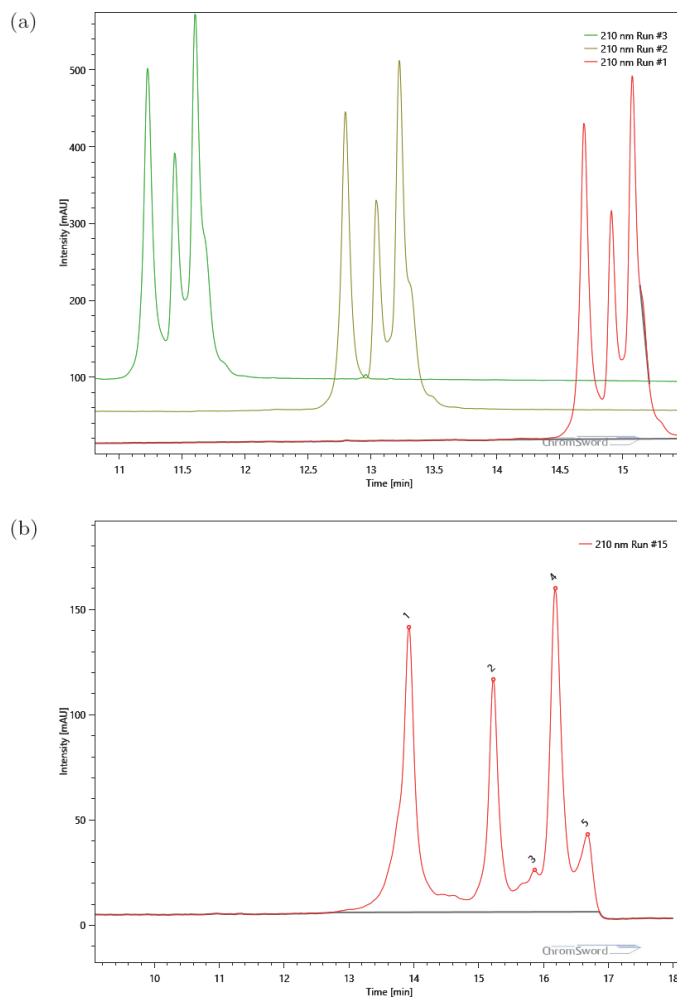 (a)
210 nm Run #3
210 nm Run #2
210 nm Run #1
500
400
300
200
100
Intensity [mAU]
ChromSword
11 11.5 12 12.5 13 13.5 14 14.5 15
Time [min]
(b)
210 nm Run #15
150
100
50
0
Intensity [mAU]
1
2
3
4
5
ChromSword
10 11 12 13 14 15 16 17 18
Time [min]